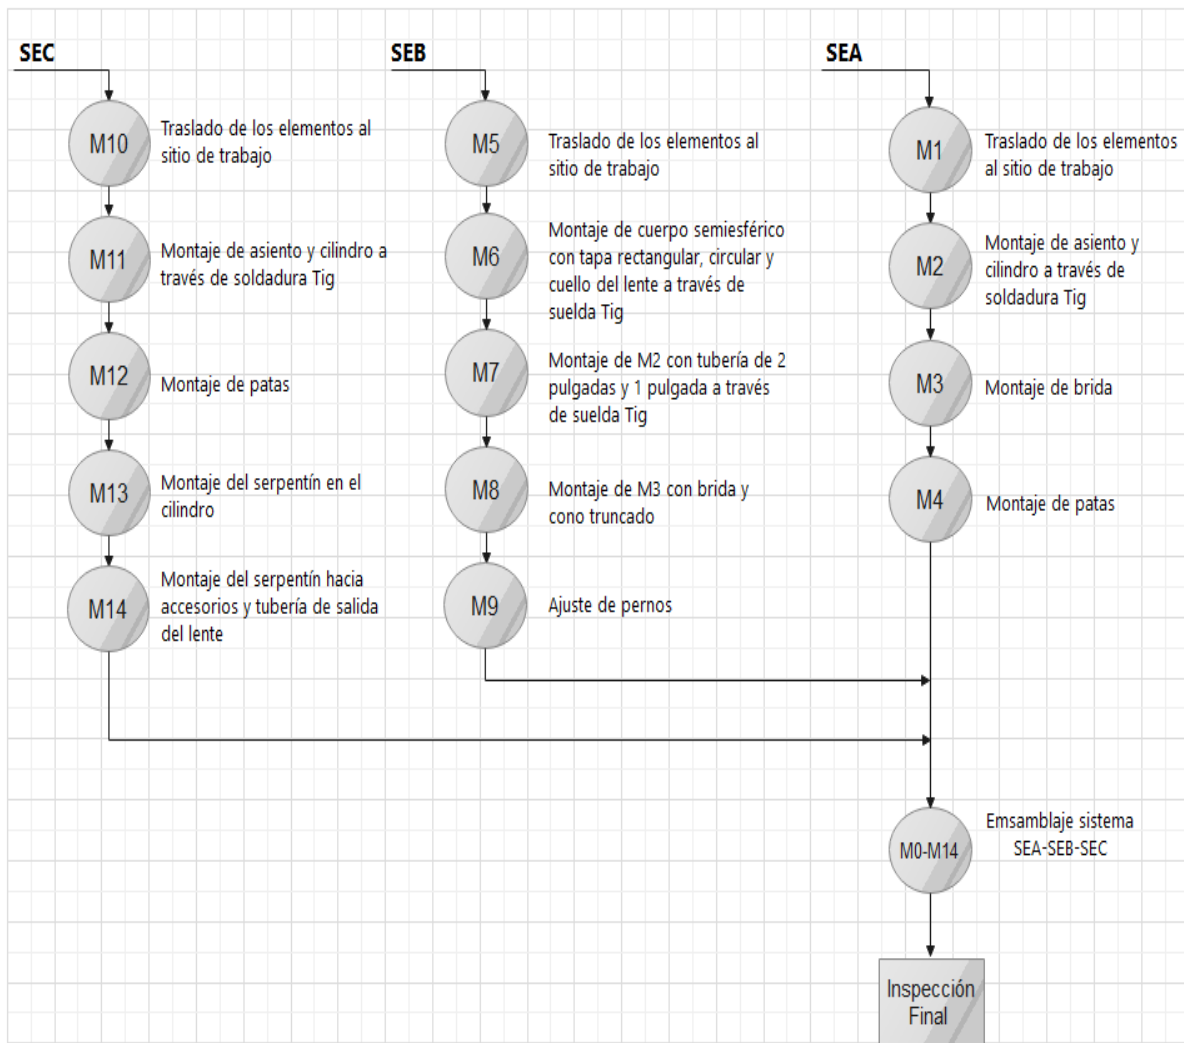 SEC
M10
Traslado de los elementos al
sitio de trabajo
M11
Montaje de asiento y cilindro a
través de soldadura Tig
M12
Montaje de patas
M13
Montaje del serpentín en el
cilindro
M14
Montaje del serpentín hacia
accesorios y tubería de salida
del lente
SEB
M5
Traslado de los elementos al
sitio de trabajo
M6
Montaje de cuerpo semiesférico
con tapa rectangular, circular y
cuello del lente a través de
suelda Tig
M7
Montaje de M2 con tubería de 2
pulgadas y 1 pulgada a través
de suelda Tig
M8
Montaje de M3 con brida y
cono truncado
M9
Ajuste de pernos
SEA
M1
Traslado de los elementos
al sitio de trabajo
M2
Montaje de asiento y
cilindro a través de
soldadura Tig
M3
Montaje de brida
M4
Montaje de patas
M0-M14
Emsamblaje sistema
SEA-SEB-SEC
Inspección
Final